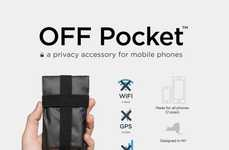 OFF Pocket™
a privacy accessory for mobile phones
WiFi
GPS
Made for all phones
Designed in NY